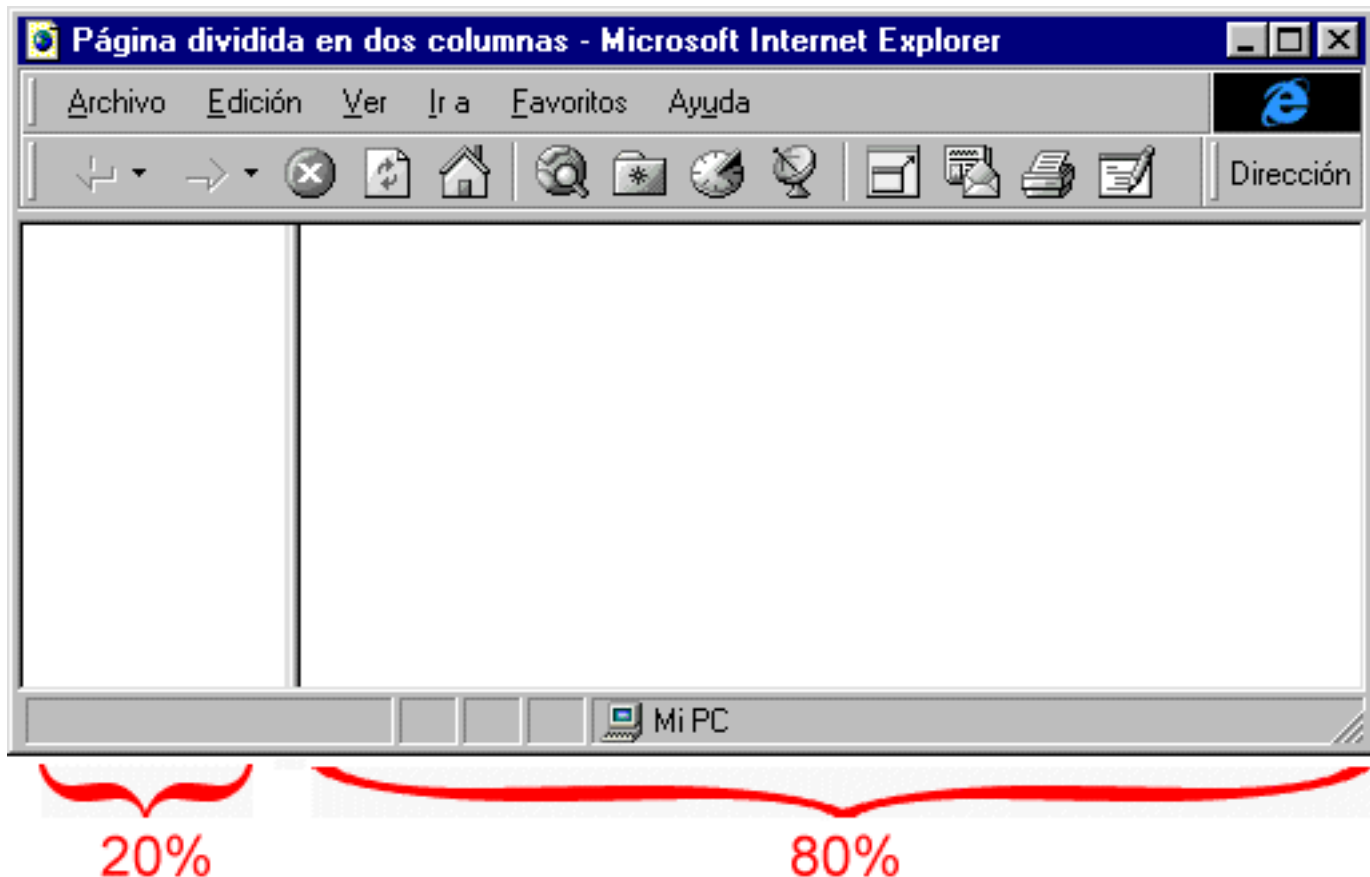 Página dividida en dos columnas - Microsoft Internet Explorer
Archivo Edición Ver Ir a Favoritos Ayuda
Dirección
Mi PC
20% 80%